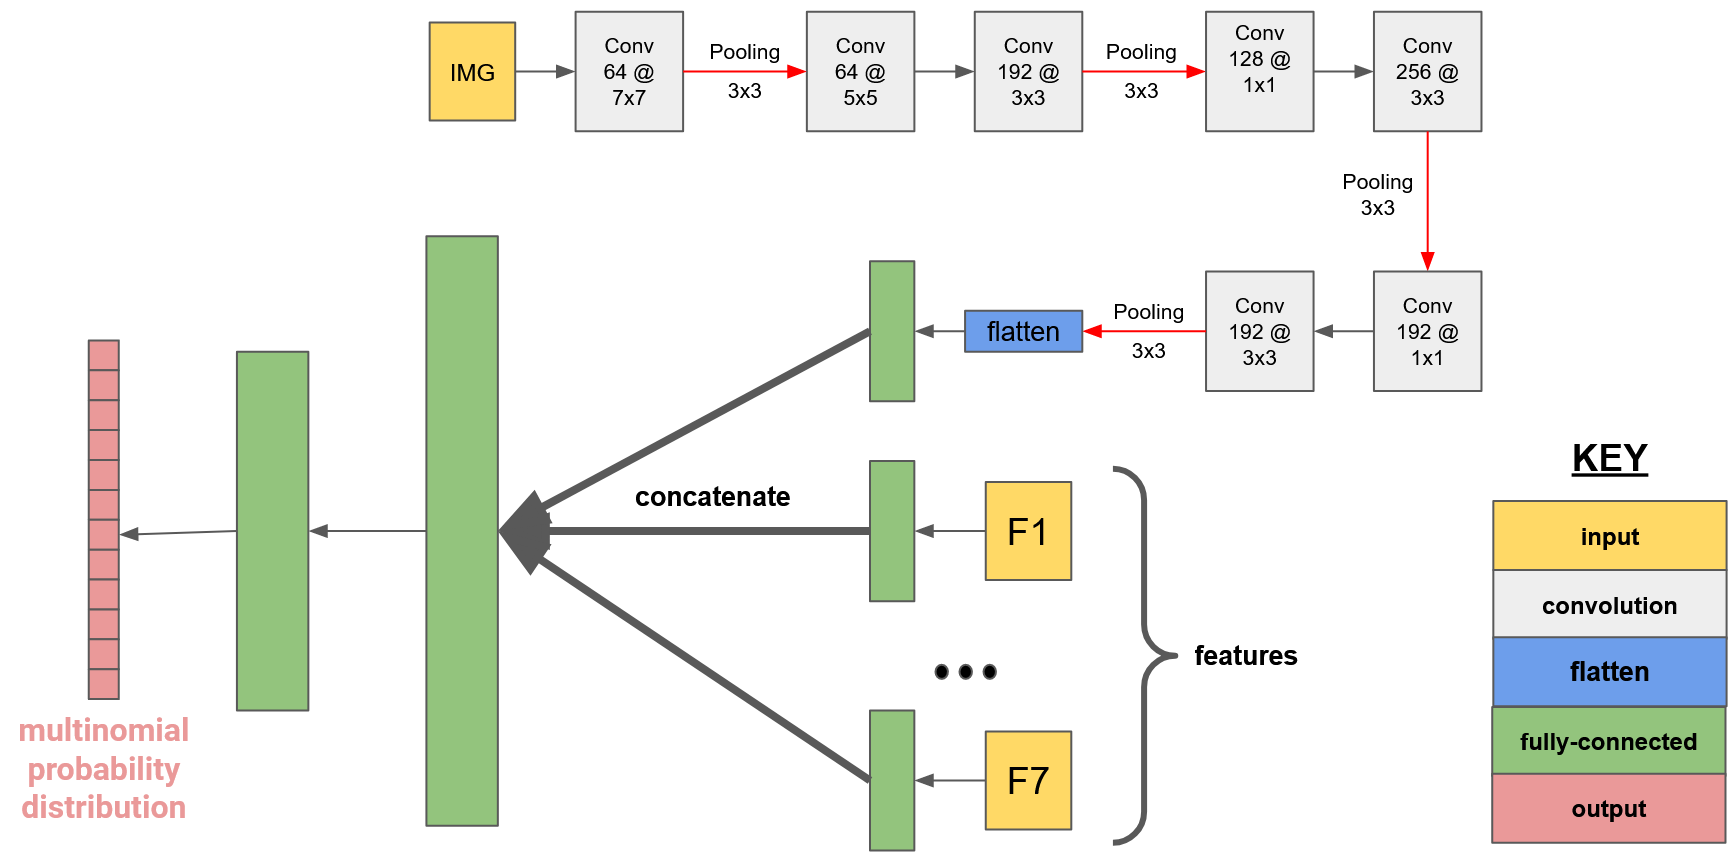 IMG
Conv
64 @
7x7
Pooling
3x3
Conv
64 @
5x5
Conv
192 @
3x3
Pooling
3x3
Conv
128 @
1x1
Conv
256 @
3x3
Pooling
3x3
Conv
192 @
1x1
Conv
192 @
3x3
Pooling
3x3
flatten
concatenate
F1
F7
features
multinomial
probability
distribution
KEY
input
convolution
flatten
fully-connected
output